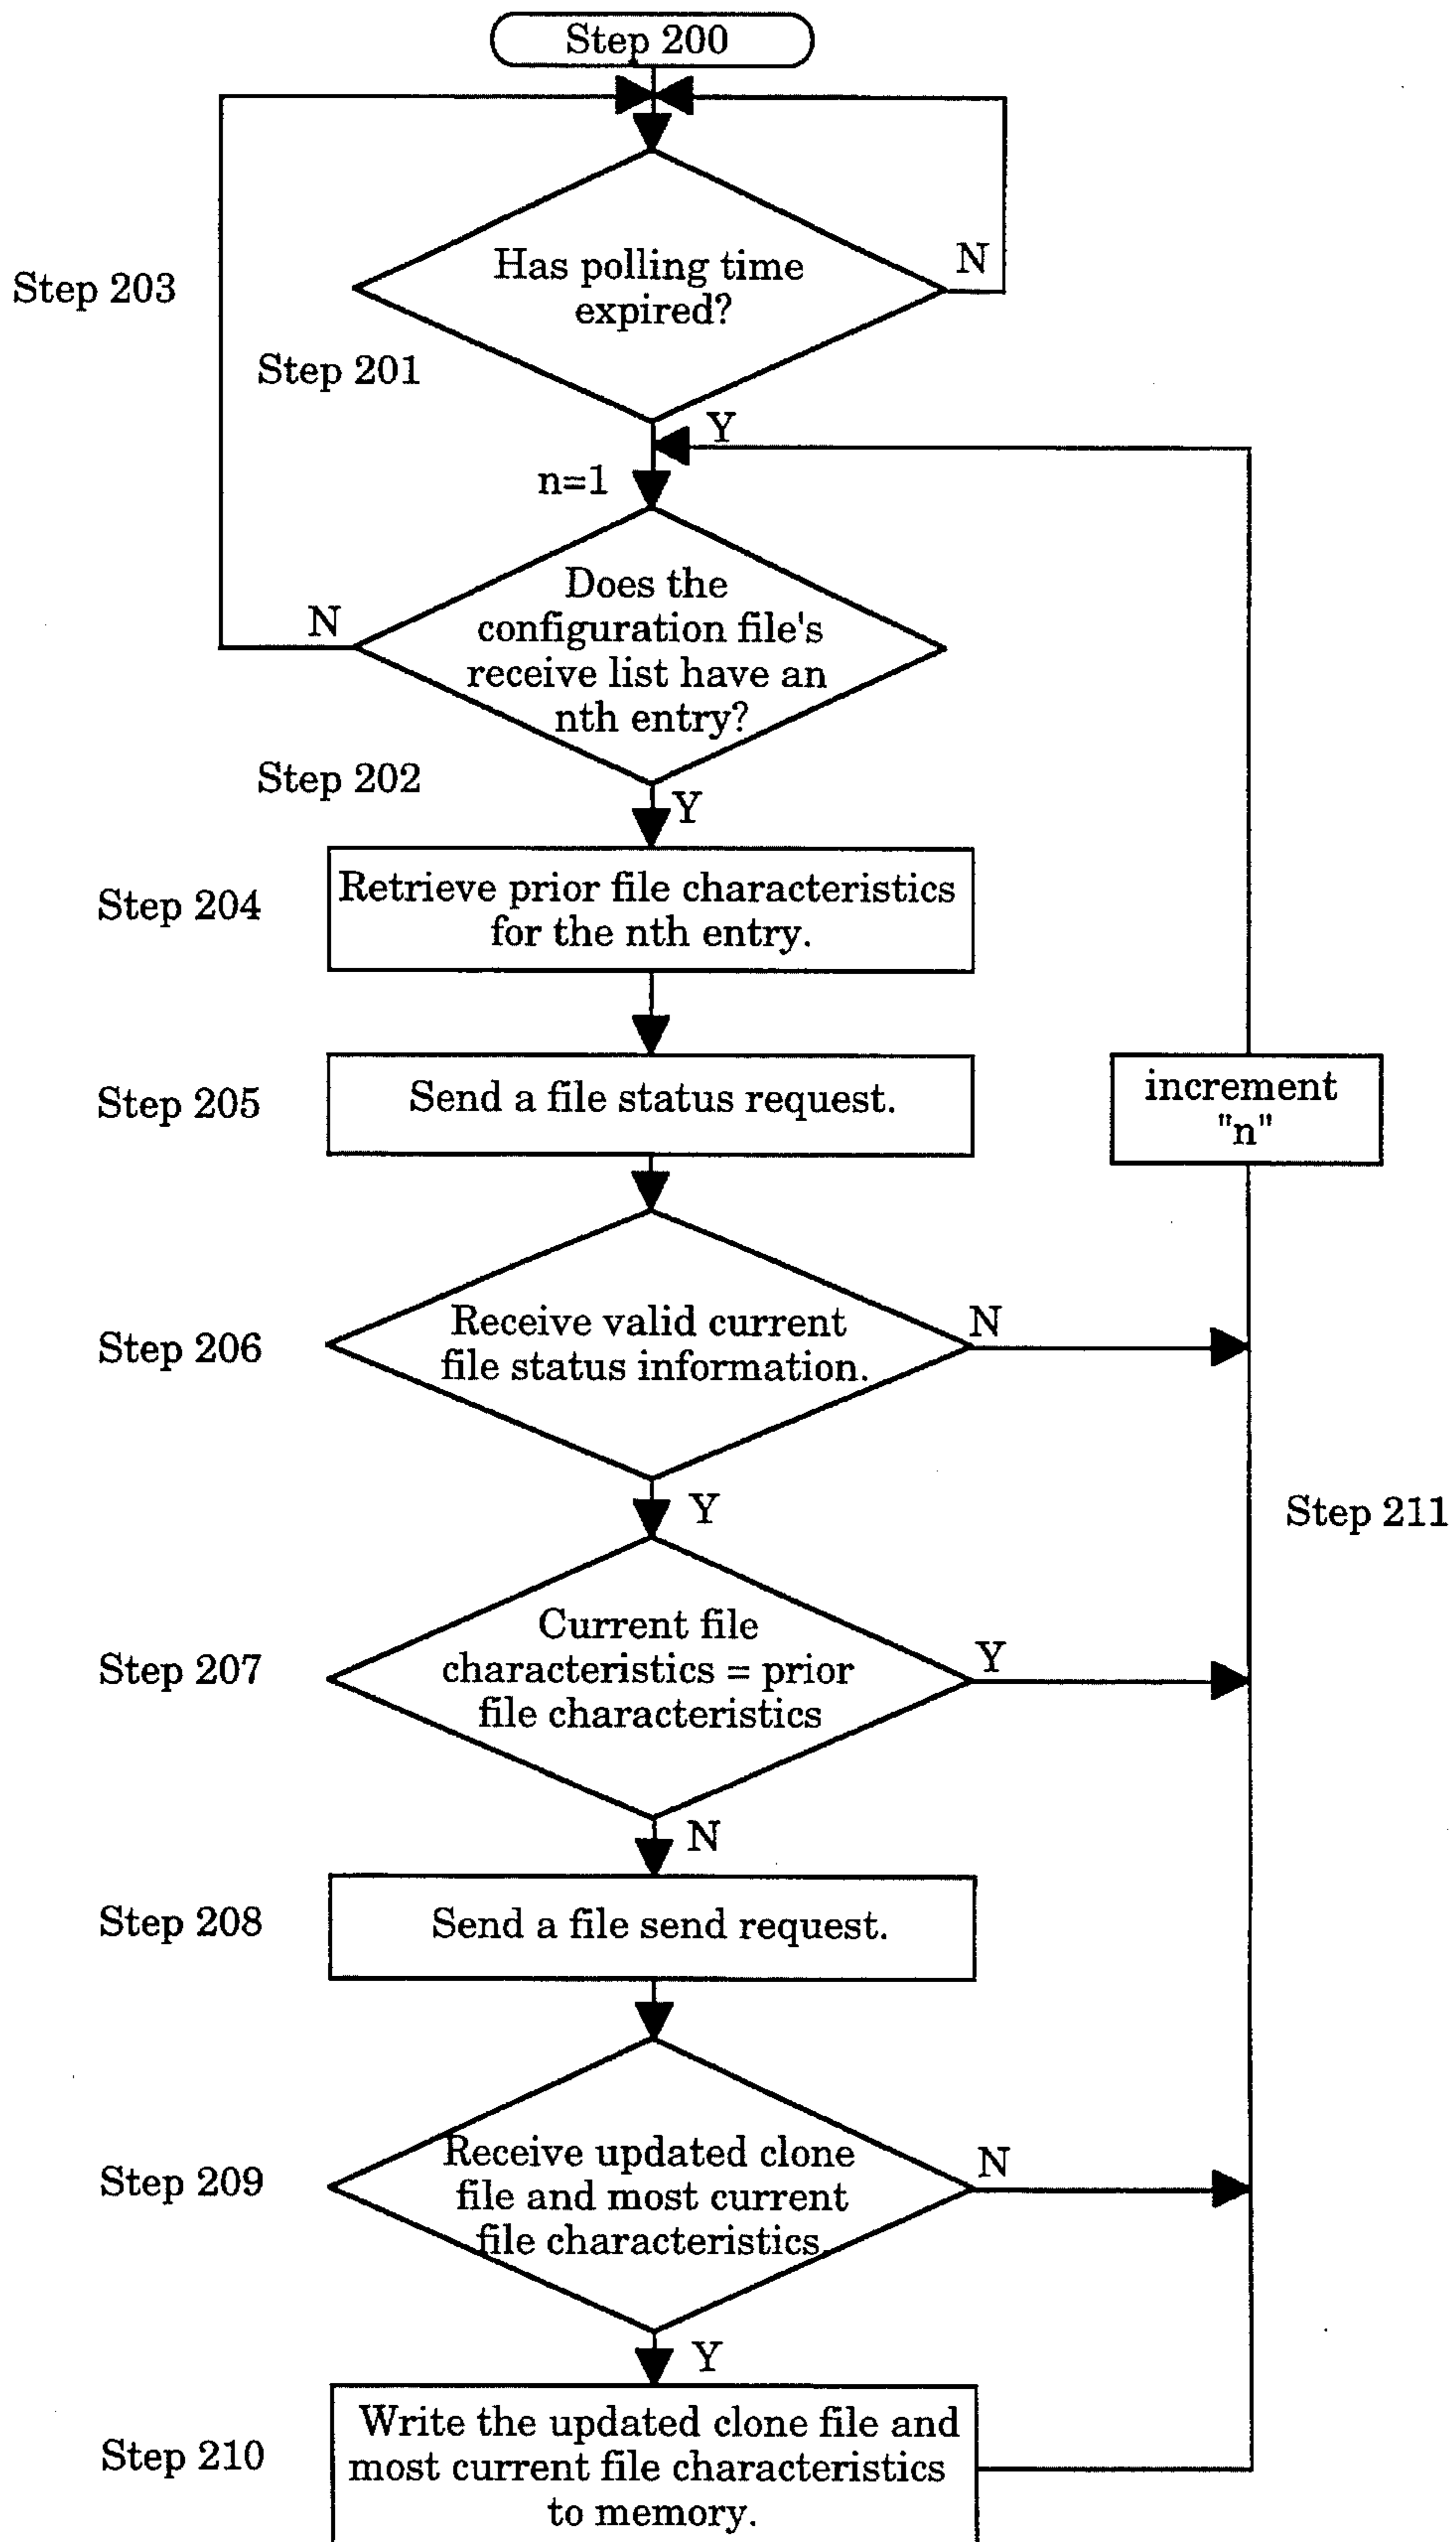 Step 200
Has polling time
expired?
N
Step 203
Step 201
Y
n=1
Does the
configuration file's
receive list have an
nth entry?
N
Step 202
Y
Step 204
Retrieve prior file characteristics
for the nth entry.
Step 205
Send a file status request.
increment
"n"
Step 206
Receive valid current
file status information.
N
Y
Step 211
Step 207
Current file
characteristics = prior
file characteristics
Y
N
Step 208
Send a file send request.
Step 209
Receive updated clone
file and most current
file characteristics.
N
Y
Step 210
Write the updated clone file and
most current file characteristics
to memory.